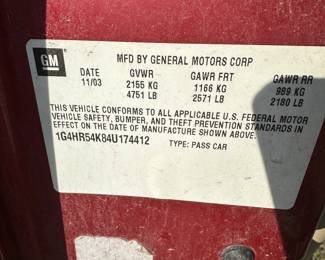 GM
MFD BY GENERAL MOTORS CORP
DATE GVWR GAWR FRT GAWR RR
11/03 2155 KG 1166 KG 989 KG
4751 LB 2571 LB 2180 LB
THIS VEHICLE CONFORMS TO ALL APPLICABLE U.S. FEDERAL MOTOR
VEHICLE SAFETY, BUMPER, AND THEFT PREVENTION STANDARDS IN
EFFECT ON THE DATE OF MANUFACTURE SHOWN ABOVE.
1G4HR54K84U174412 TYPE: PASS CAR